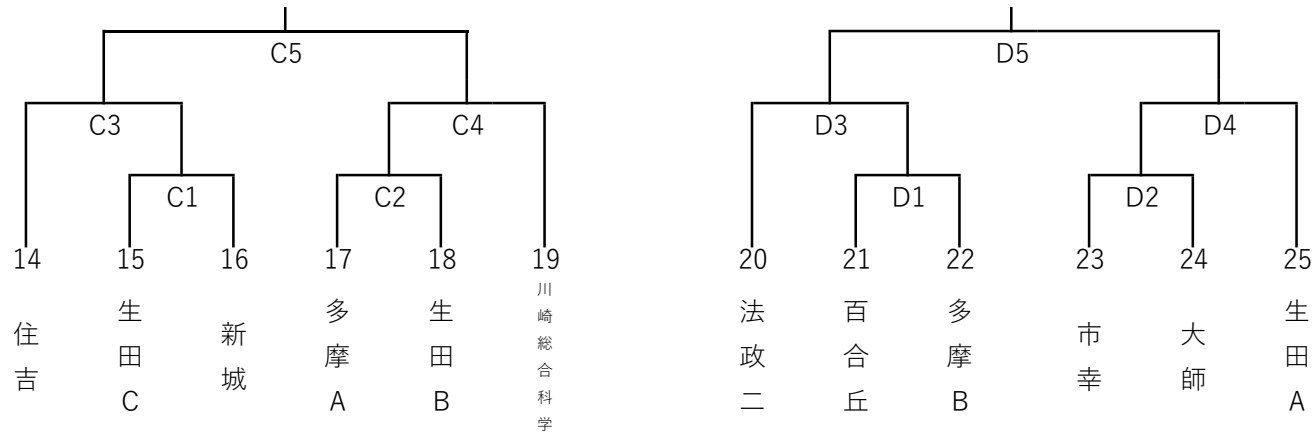 C5
D5
C3
C4
D3
D4
C1
C2
D1
D2
14
15
16
17
18
19
20
21
22
23
24
25
住吉
生田C
新城
多摩A
生田B
川崎総合科学
法政二
百合丘
多摩B
市幸
大師
生田A